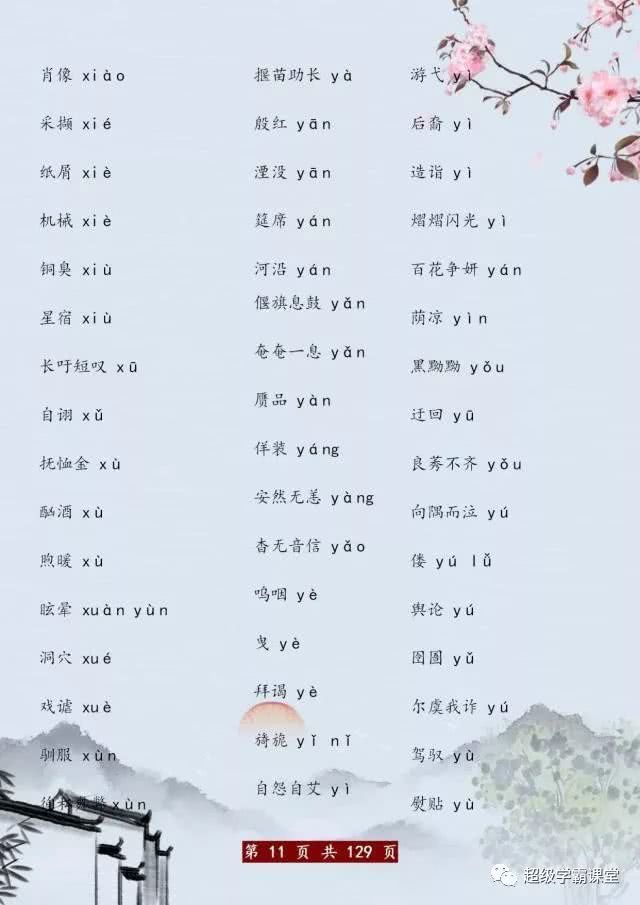 肖像 xiào
采撷 xié
纸屑 xiè
机械 xiè
铜臭 xiù
星宿 xiù
长吁短叹 xū
自诩 xǔ
抚恤金 xù
酗酒 xù
煦暖 xù
眩晕 xuàn yùn
洞穴 xué
戏谑 xuè
驯服 xùn
徇私舞弊 xùn
揠苗助长 yà
殷红 yān
湮没 yān
筵席 yán
河沿 yán
偃旗息鼓 yǎn
奄奄一息 yǎn
赝品 yàn
佯装 yáng
安然无恙 yàng
杳无音信 yǎo
呜咽 yè
曳 yè
拜谒 yè
旖旎 yǐ nǐ
自怨自艾 yì
游弋 yì
后裔 yì
造诣 yì
熠熠闪光 yì
百花争妍 yán
荫凉 yìn
黑黝黝 yǒu
迂回 yū
良莠不齐 yǒu
向隅而泣 yú
偻 yú lǚ
舆论 yú
囹圄 yǔ
尔虞我诈 yú
驾驭 yù
熨贴 yù
第 11 页 共 129 页
超级学霸课堂